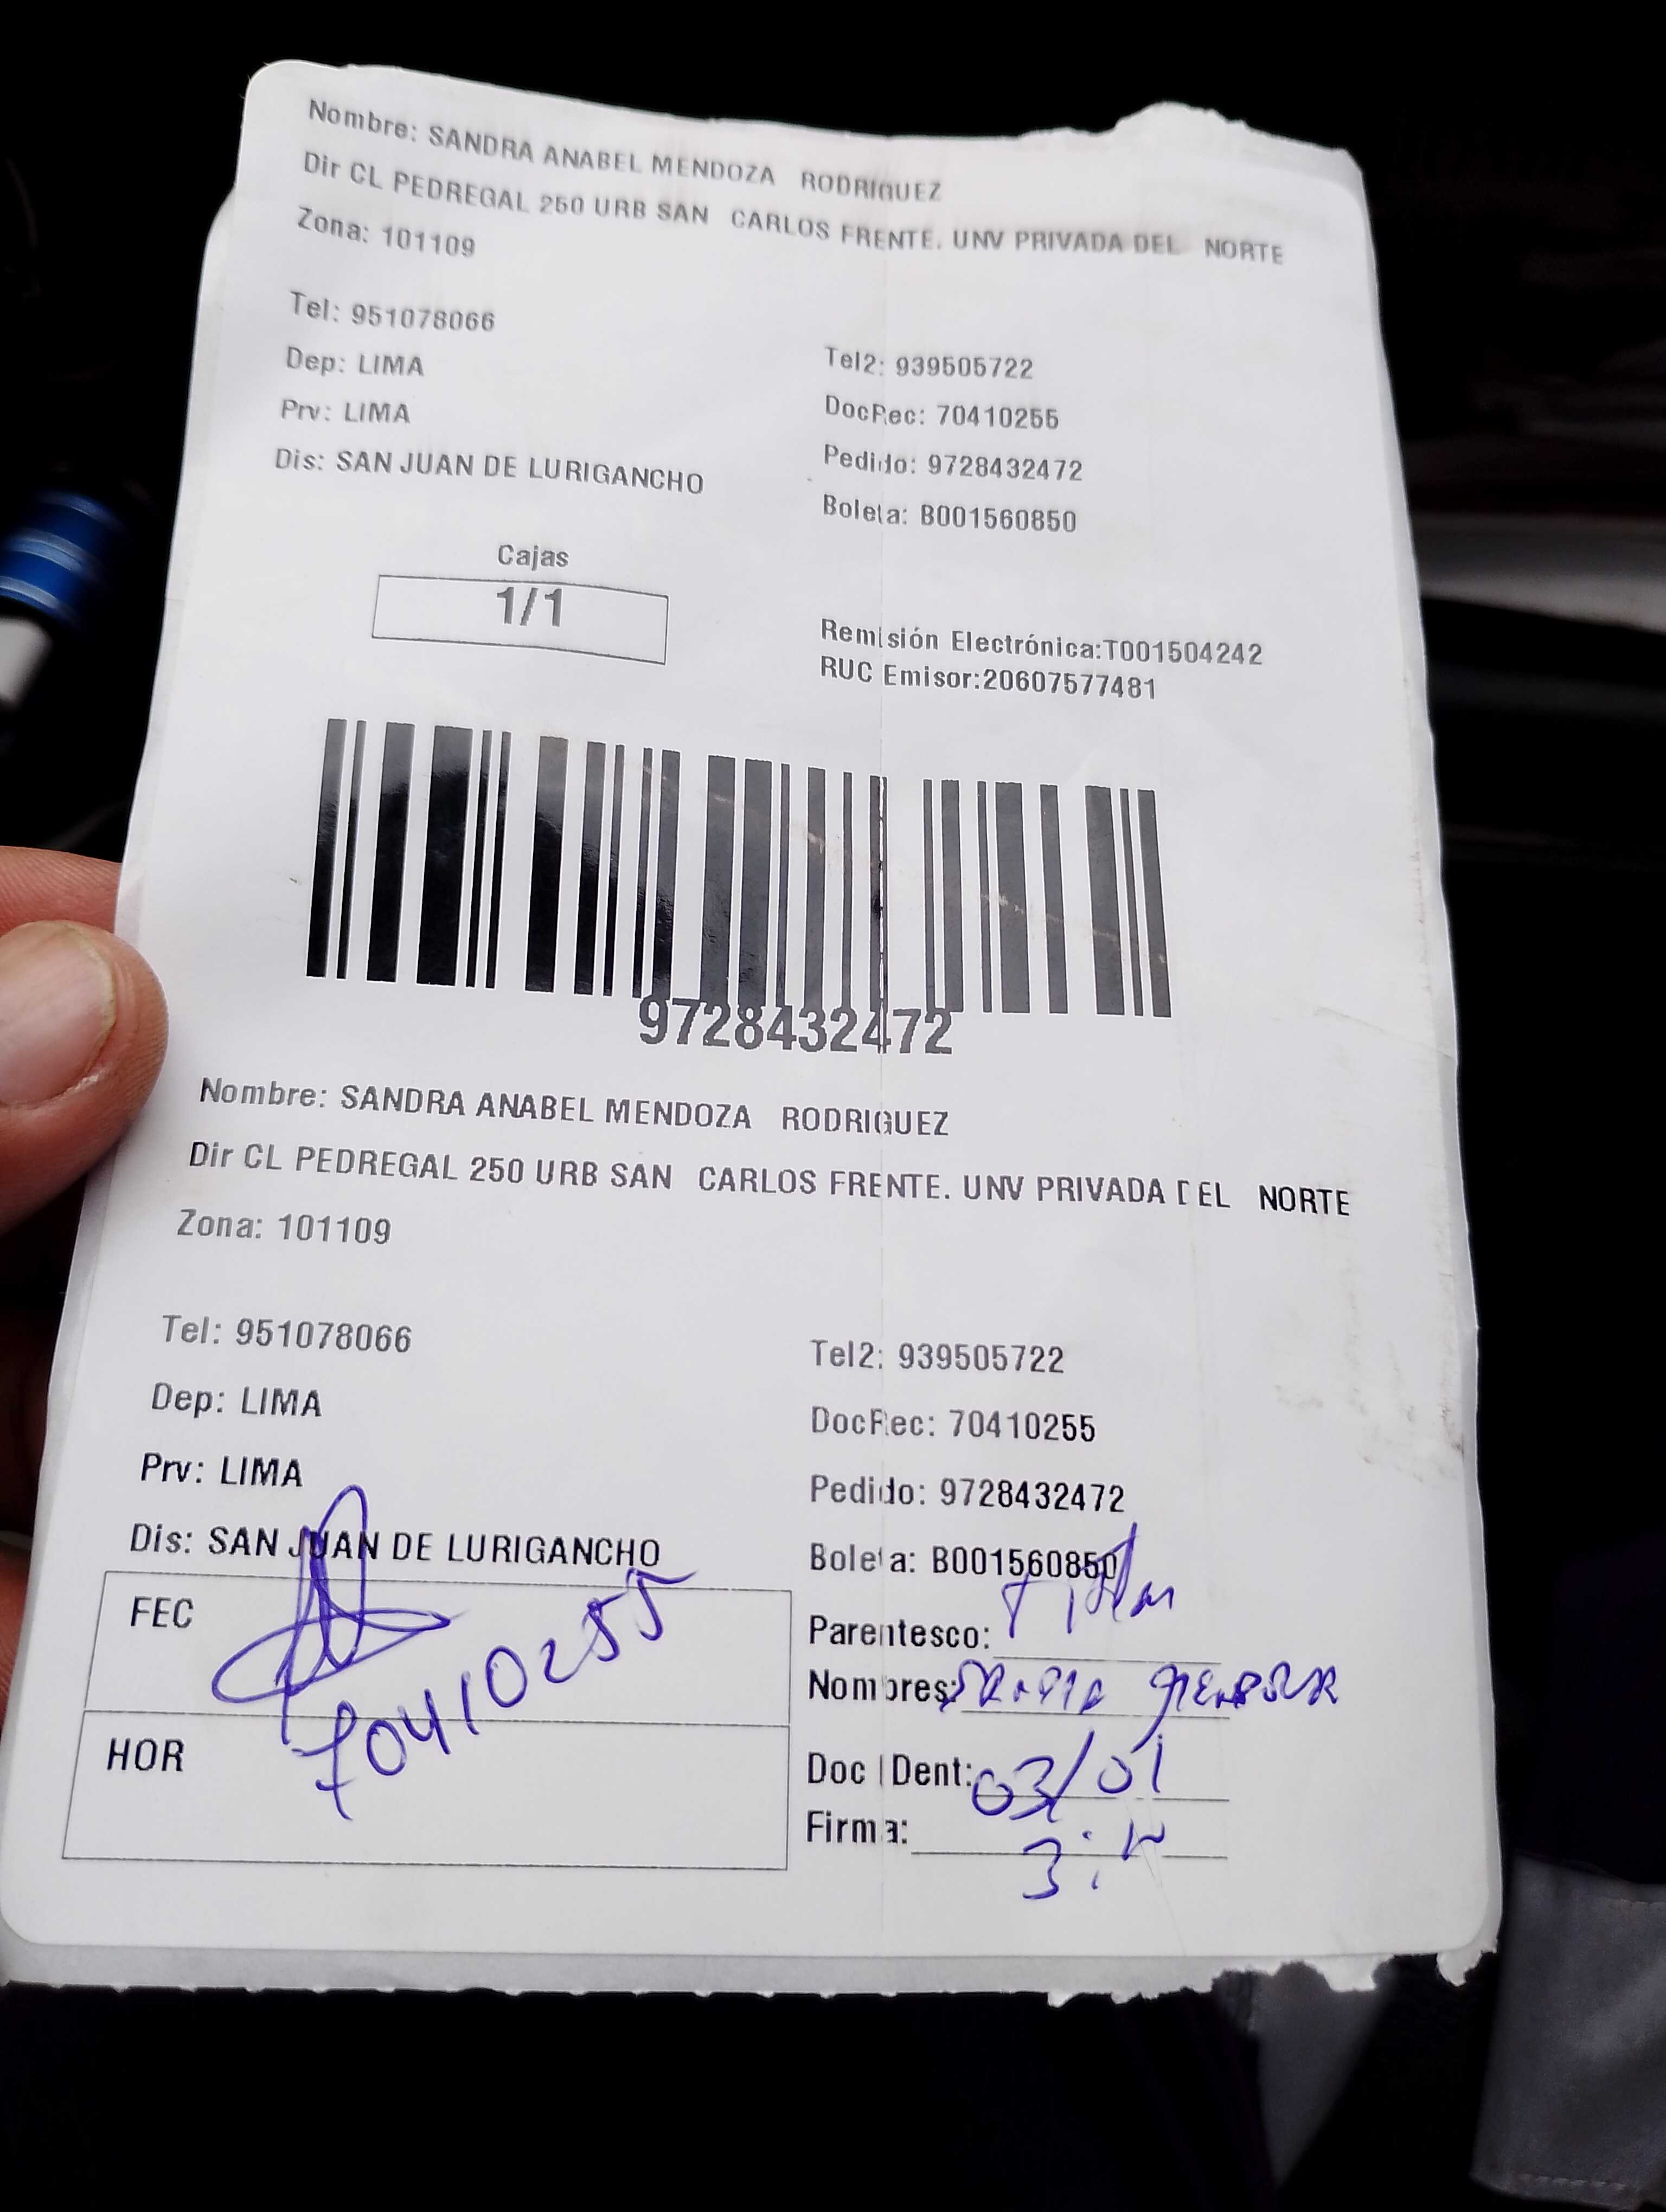 Nombre: SANDRA ANABEL MENDOZA RODRIGUEZ
Dir CL PEDREGAL 250 URB SAN CARLOS FRENTE. UNV PRIVADA DEL NORTE
Zona: 101109
Tel: 951078066
Tel2: 939505722
Dep: LIMA
DocRec: 70410255
Prv: LIMA
Pedido: 9728432472
Dis: SAN JUAN DE LURIGANCHO
Boleta: B001560850
Cajas
1/1
Remisión Electrónica:T001504242
RUC Emisor:20607577481
9728432472
Nombre: SANDRA ANABEL MENDOZA RODRIGUEZ
Dir CL PEDREGAL 250 URB SAN CARLOS FRENTE. UNV PRIVADA DEL NORTE
Zona: 101109
Tel: 951078066
Tel2: 939505722
Dep: LIMA
DocRec: 70410255
Prv: LIMA
Pedido: 9728432472
Dis: SAN JUAN DE LURIGANCHO
Boleta: B001560850
FEC
70410255
HOR
Parentesco:
Nombres:
Doc Dent: 03/01
Firma: